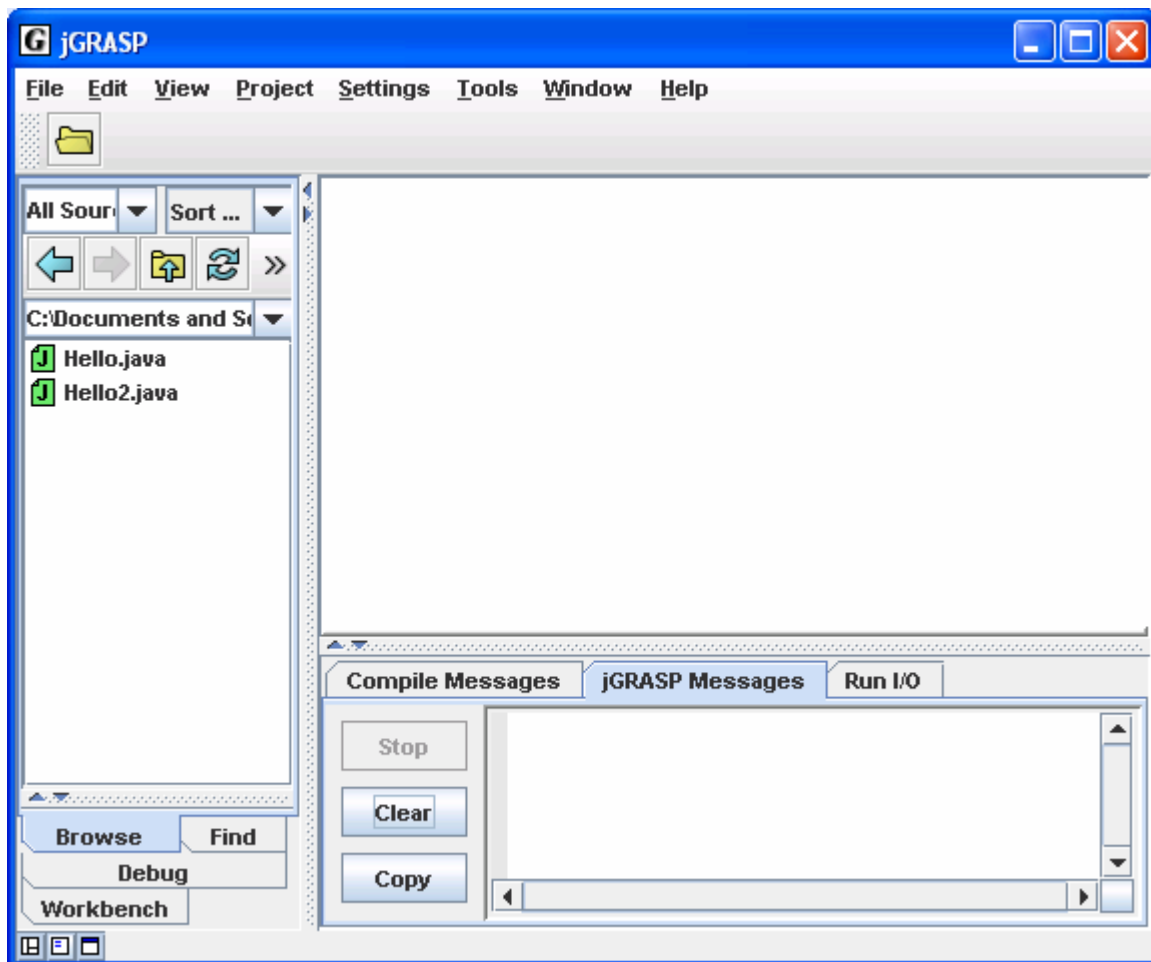 G jGRASP
File Edit View Project Settings Tools Window Help
All Sour
Sort ...
C:\Documents and Se
J Hello.java
J Hello2.java
Browse Find
Debug
Workbench
Compile Messages jGRASP Messages Run I/O
Stop
Clear
Copy